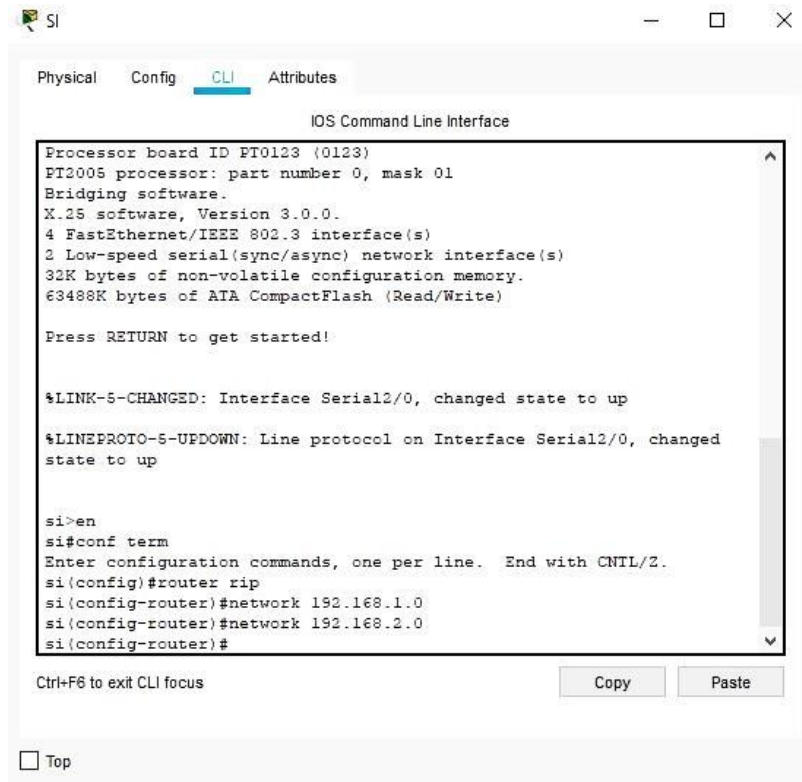 SI
Physical Config CLI Attributes
IOS Command Line Interface
Processor board ID PT0123 (0123)
PT2005 processor: part number 0, mask 01
Bridging software.
X.25 software, Version 3.0.0.
4 FastEthernet/IEEE 802.3 interface(s)
2 Low-speed serial(sync/async) network interface(s)
32K bytes of non-volatile configuration memory.
63488K bytes of ATA CompactFlash (Read/Write)
Press RETURN to get started!
%LINK-5-CHANGED: Interface Serial2/0, changed state to up
%LINEPROTO-5-UPDOWN: Line protocol on Interface Serial2/0, changed
state to up
si>en
si#conf term
Enter configuration commands, one per line.  End with CNTL/Z.
si(config)#router rip
si(config-router)#network 192.168.1.0
si(config-router)#network 192.168.2.0
si(config-router)#
Ctrl+F6 to exit CLI focus
Copy Paste
Top